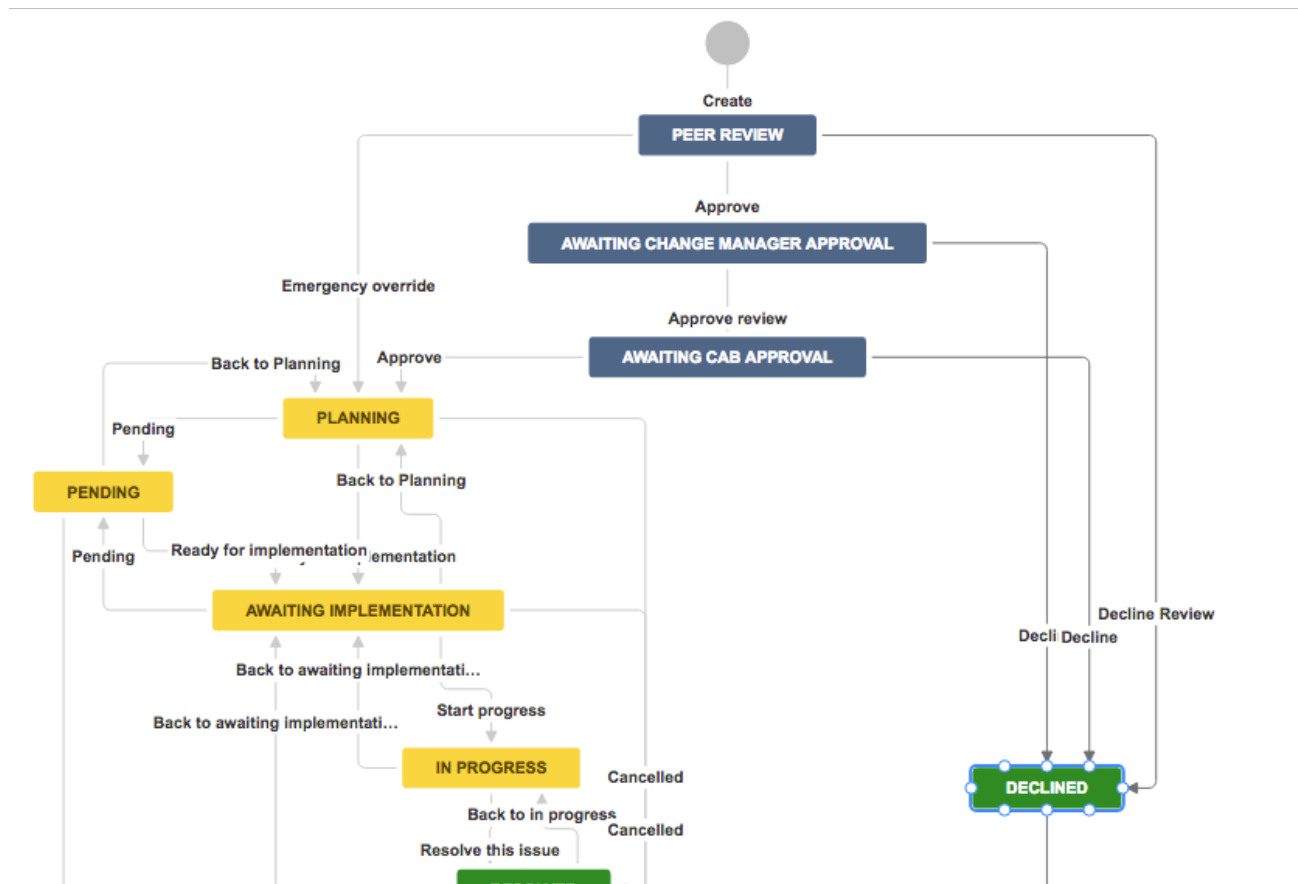 Create
PEER REVIEW
Approve
AWAITING CHANGE MANAGER APPROVAL
Emergency override
Approve review
Back to Planning
Approve
AWAITING CAB APPROVAL
PLANNING
Pending
Back to Planning
PENDING
Pending
Ready for implementation
AWAITING IMPLEMENTATION
Decline Review
Decline
Back to awaiting implementati...
Start progress
Back to awaiting implementati...
IN PROGRESS
Cancelled
DECLINED
Back to in progress
Cancelled
Resolve this issue